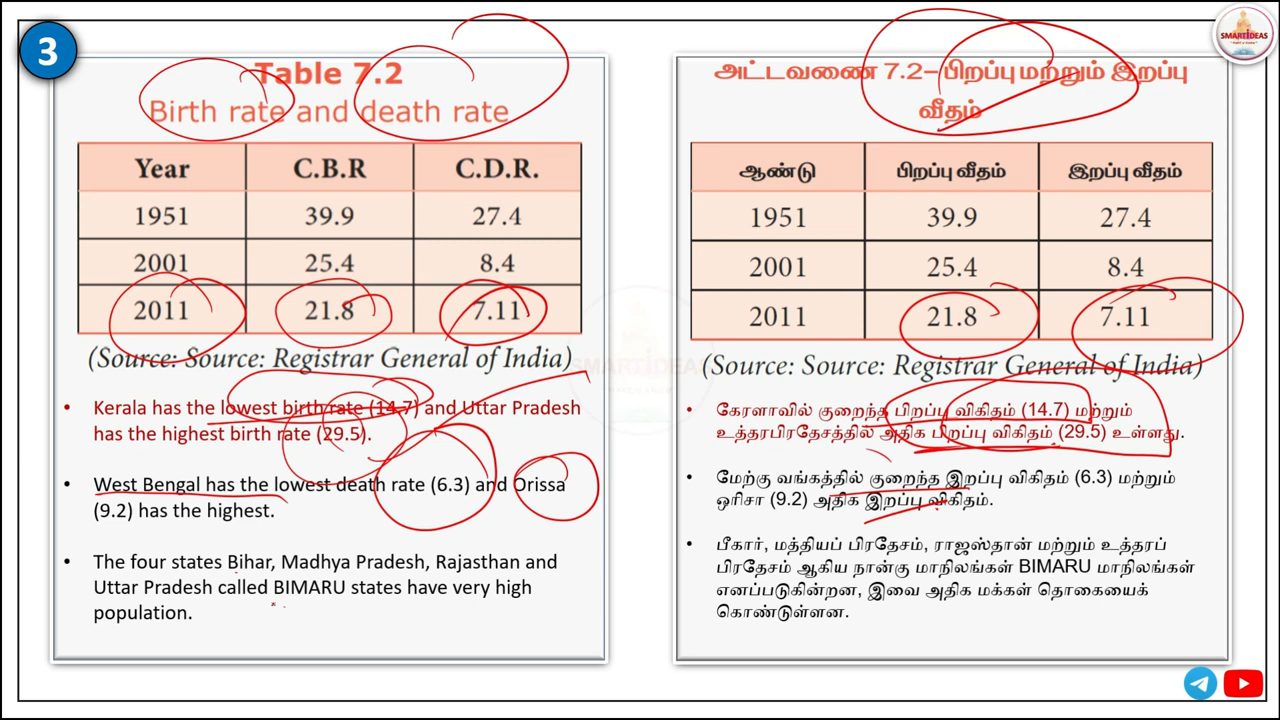 3
Table 7.2
Birth rate and death rate
Year C.B.R C.D.R.
1951 39.9 27.4
2001 25.4 8.4
2011 21.8 7.11
(Source: Source: Registrar General of India)
• Kerala has the lowest birth rate (14.7) and Uttar Pradesh
has the highest birth rate (29.5).
• West Bengal has the lowest death rate (6.3) and Orissa
(9.2) has the highest.
• The four states Bihar, Madhya Pradesh, Rajasthan and
Uttar Pradesh called BIMARU states have very high
population.
அட்டவணை 7.2–பிறப்பு மற்றும் இறப்பு
வீதம்
ஆண்டு பிறப்பு வீதம் இறப்பு வீதம்
1951 39.9 27.4
2001 25.4 8.4
2011 21.8 7.11
(Source: Source: Registrar General of India)
• கேரளாவில் குறைந்த பிறப்பு விகிதம் (14.7) மற்றும்
உத்தரபிரதேசத்தில் அதிக பிறப்பு விகிதம் (29.5) உள்ளது.
• மேற்கு வங்கத்தில் குறைந்த இறப்பு விகிதம் (6.3) மற்றும்
ஒரிசா (9.2) அதிக இறப்பு விகிதம்.
• பீகார், மத்தியப் பிரதேசம், ராஜஸ்தான் மற்றும் உத்தரப்
பிரதேசம் ஆகிய நான்கு மாநிலங்கள் BIMARU மாநிலங்கள்
எனப்படுகின்றன, இவை அதிக மக்கள் தொகையைக்
கொண்டுள்ளன.
SMARTIDEAS
SMARTIDEAS